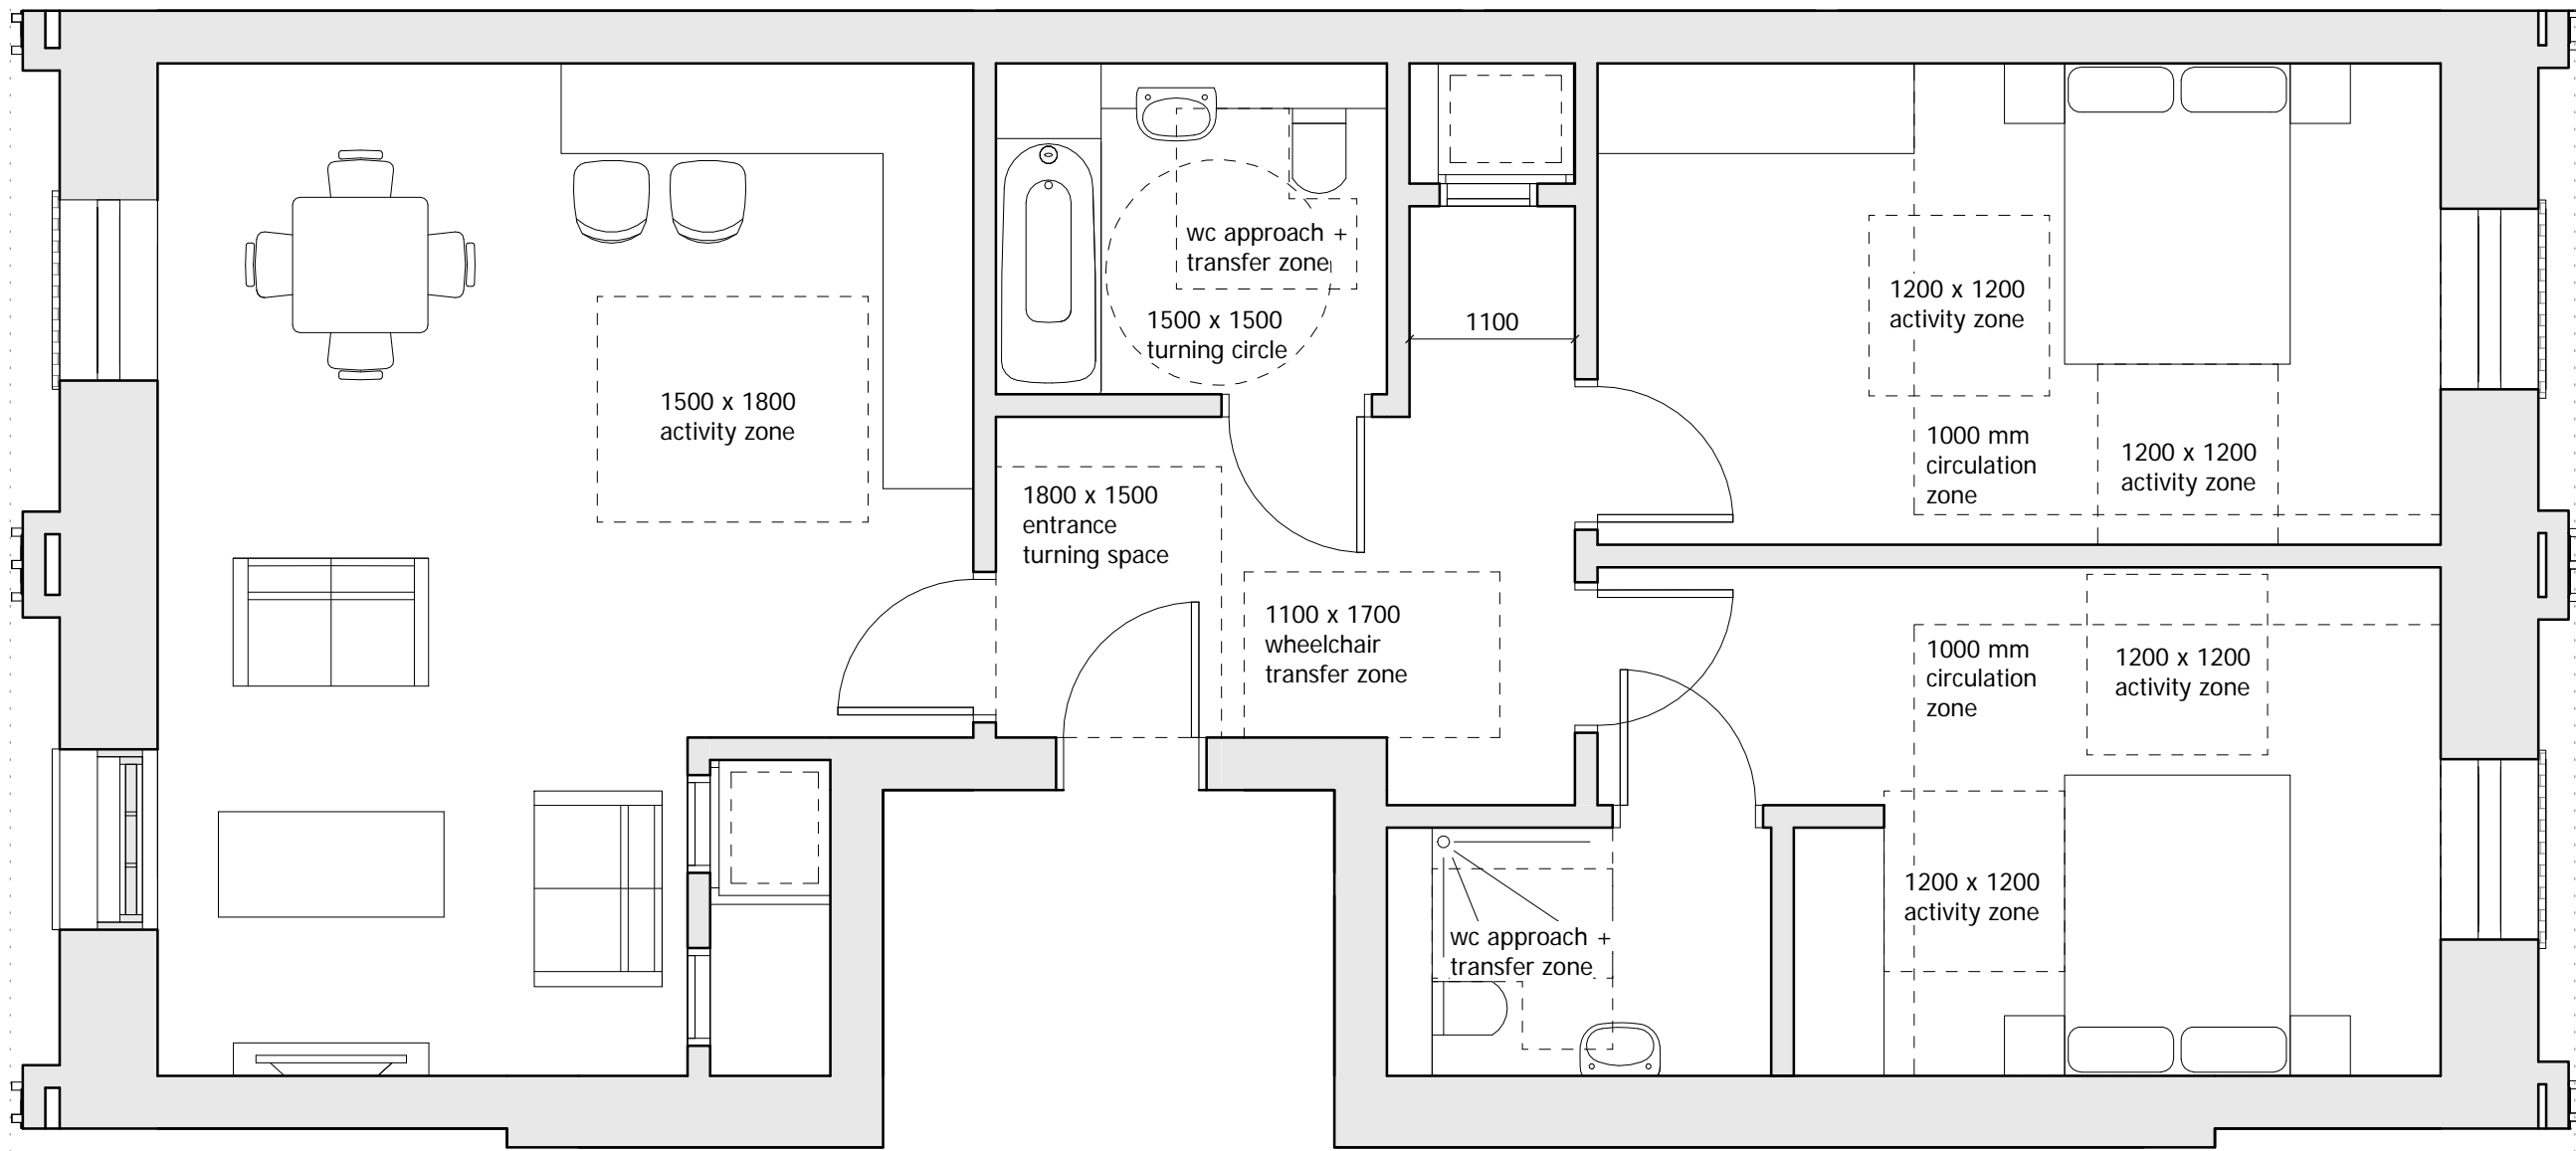 wc approach +
transfer zone
1500 x 1500
turning circle
1100
1200 x 1200
activity zone
1500 x 1800
activity zone
1000 mm
circulation
zone
1200 x 1200
activity zone
1800 x 1500
entrance
turning space
1100 x 1700
wheelchair
transfer zone
1000 mm
circulation
zone
1200 x 1200
activity zone
1200 x 1200
activity zone
wc approach +
transfer zone